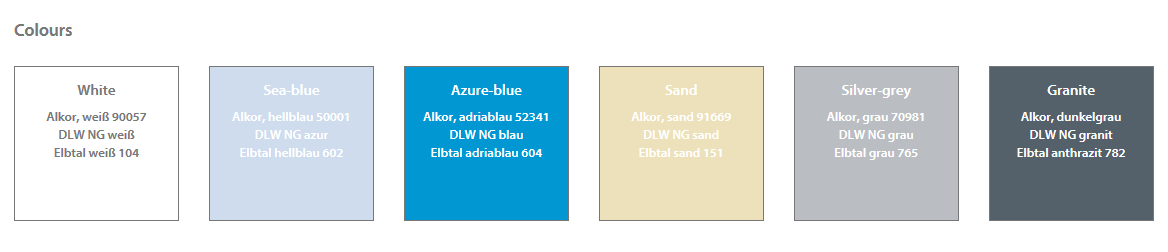 Colours
White
Alkor, weiß 90057
DLW NG weiß
Elbtal weiß 104
Sea-blue
Alkor, hellblau 50001
DLW NG azur
Elbtal hellblau 602
Azure-blue
Alkor, adriablau 52341
DLW NG blau
Elbtal adriablau 604
Sand
Alkor, sand 91669
DLW NG sand
Elbtal sand 151
Silver-grey
Alkor, grau 70981
DLW NG grau
Elbtal grau 765
Granite
Alkor, dunkelgrau
DLW NG granit
Elbtal anthrazit 782